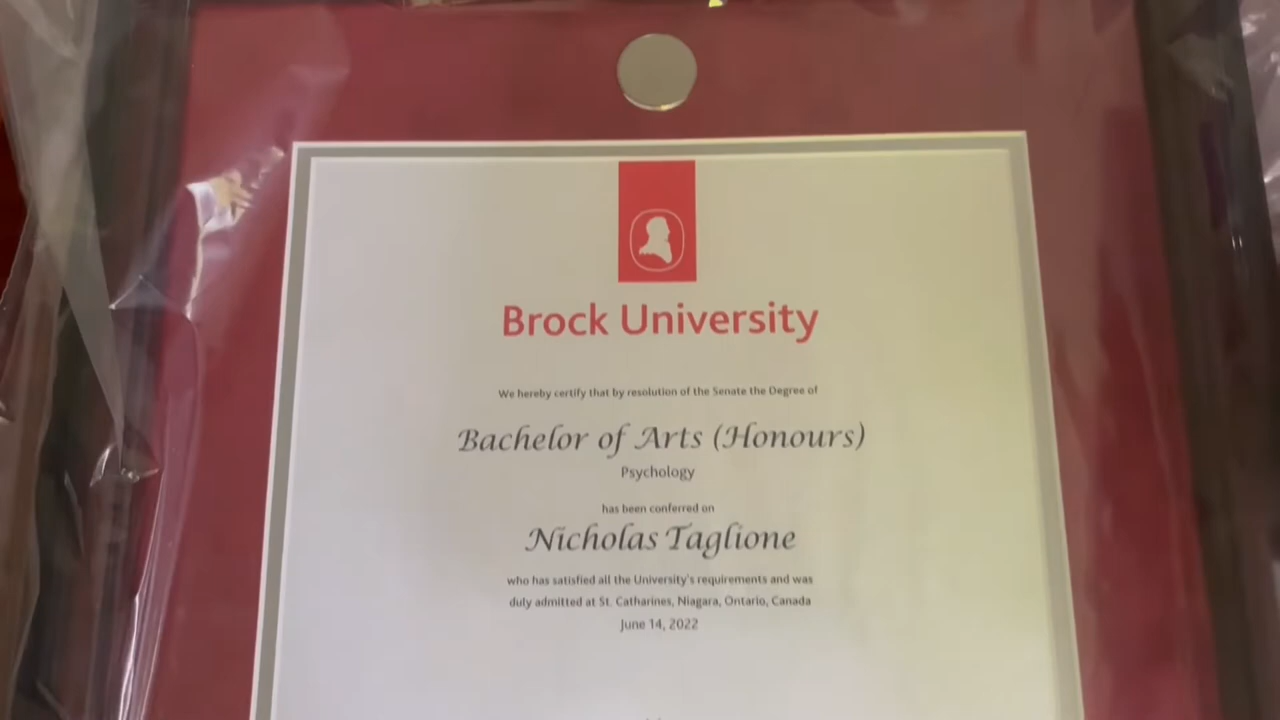 Brock University
We hereby certify that by resolution of the Senate the Degree of
Bachelor of Arts (Honours)
Psychology
has been conferred on
Nicholas Taglione
who has satisfied all the University's requirements and was
duly admitted at St. Catharines, Niagara, Ontario, Canada
June 14, 2022